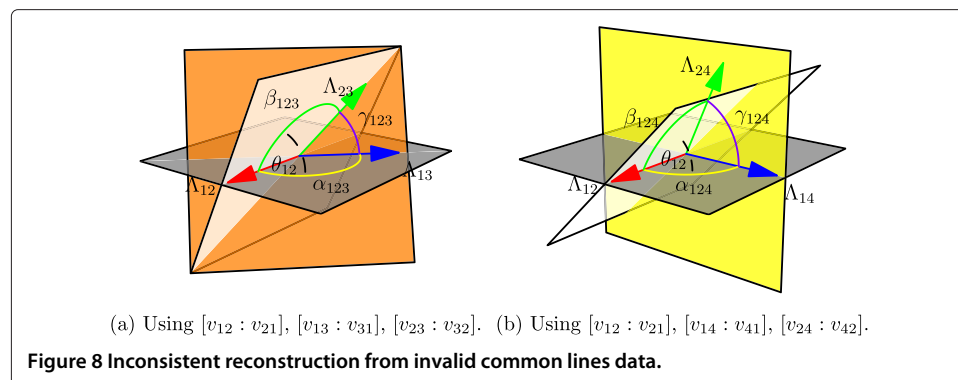 Λ23
β123
γ123
θ12
Λ12
Λ13
α123
Λ24
β124
γ124
θ12
Λ12
α124
Λ14
(a) Using [v12 : v21], [v13 : v31], [v23 : v32]. (b) Using [v12 : v21], [v14 : v41], [v24 : v42].
Figure 8 Inconsistent reconstruction from invalid common lines data.